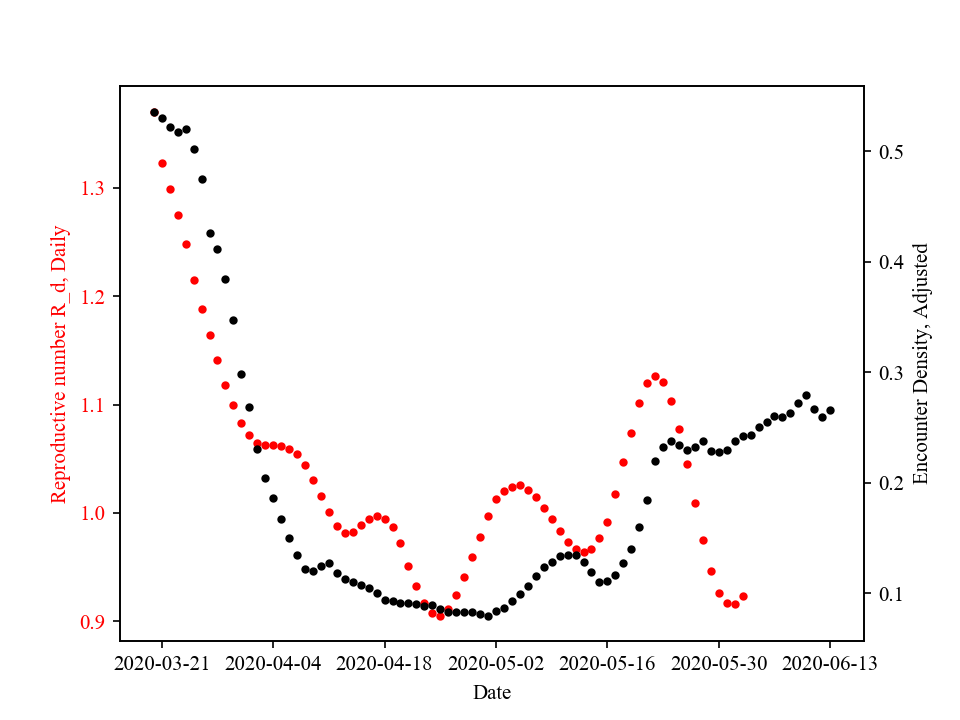 Reproductive number R_d, Daily
1.3
1.2
1.1
1.0
0.9
0.5
0.4
0.3
0.2
0.1
Encounter Density, Adjusted
2020-03-21 2020-04-04 2020-04-18 2020-05-02 2020-05-16 2020-05-30 2020-06-13
Date